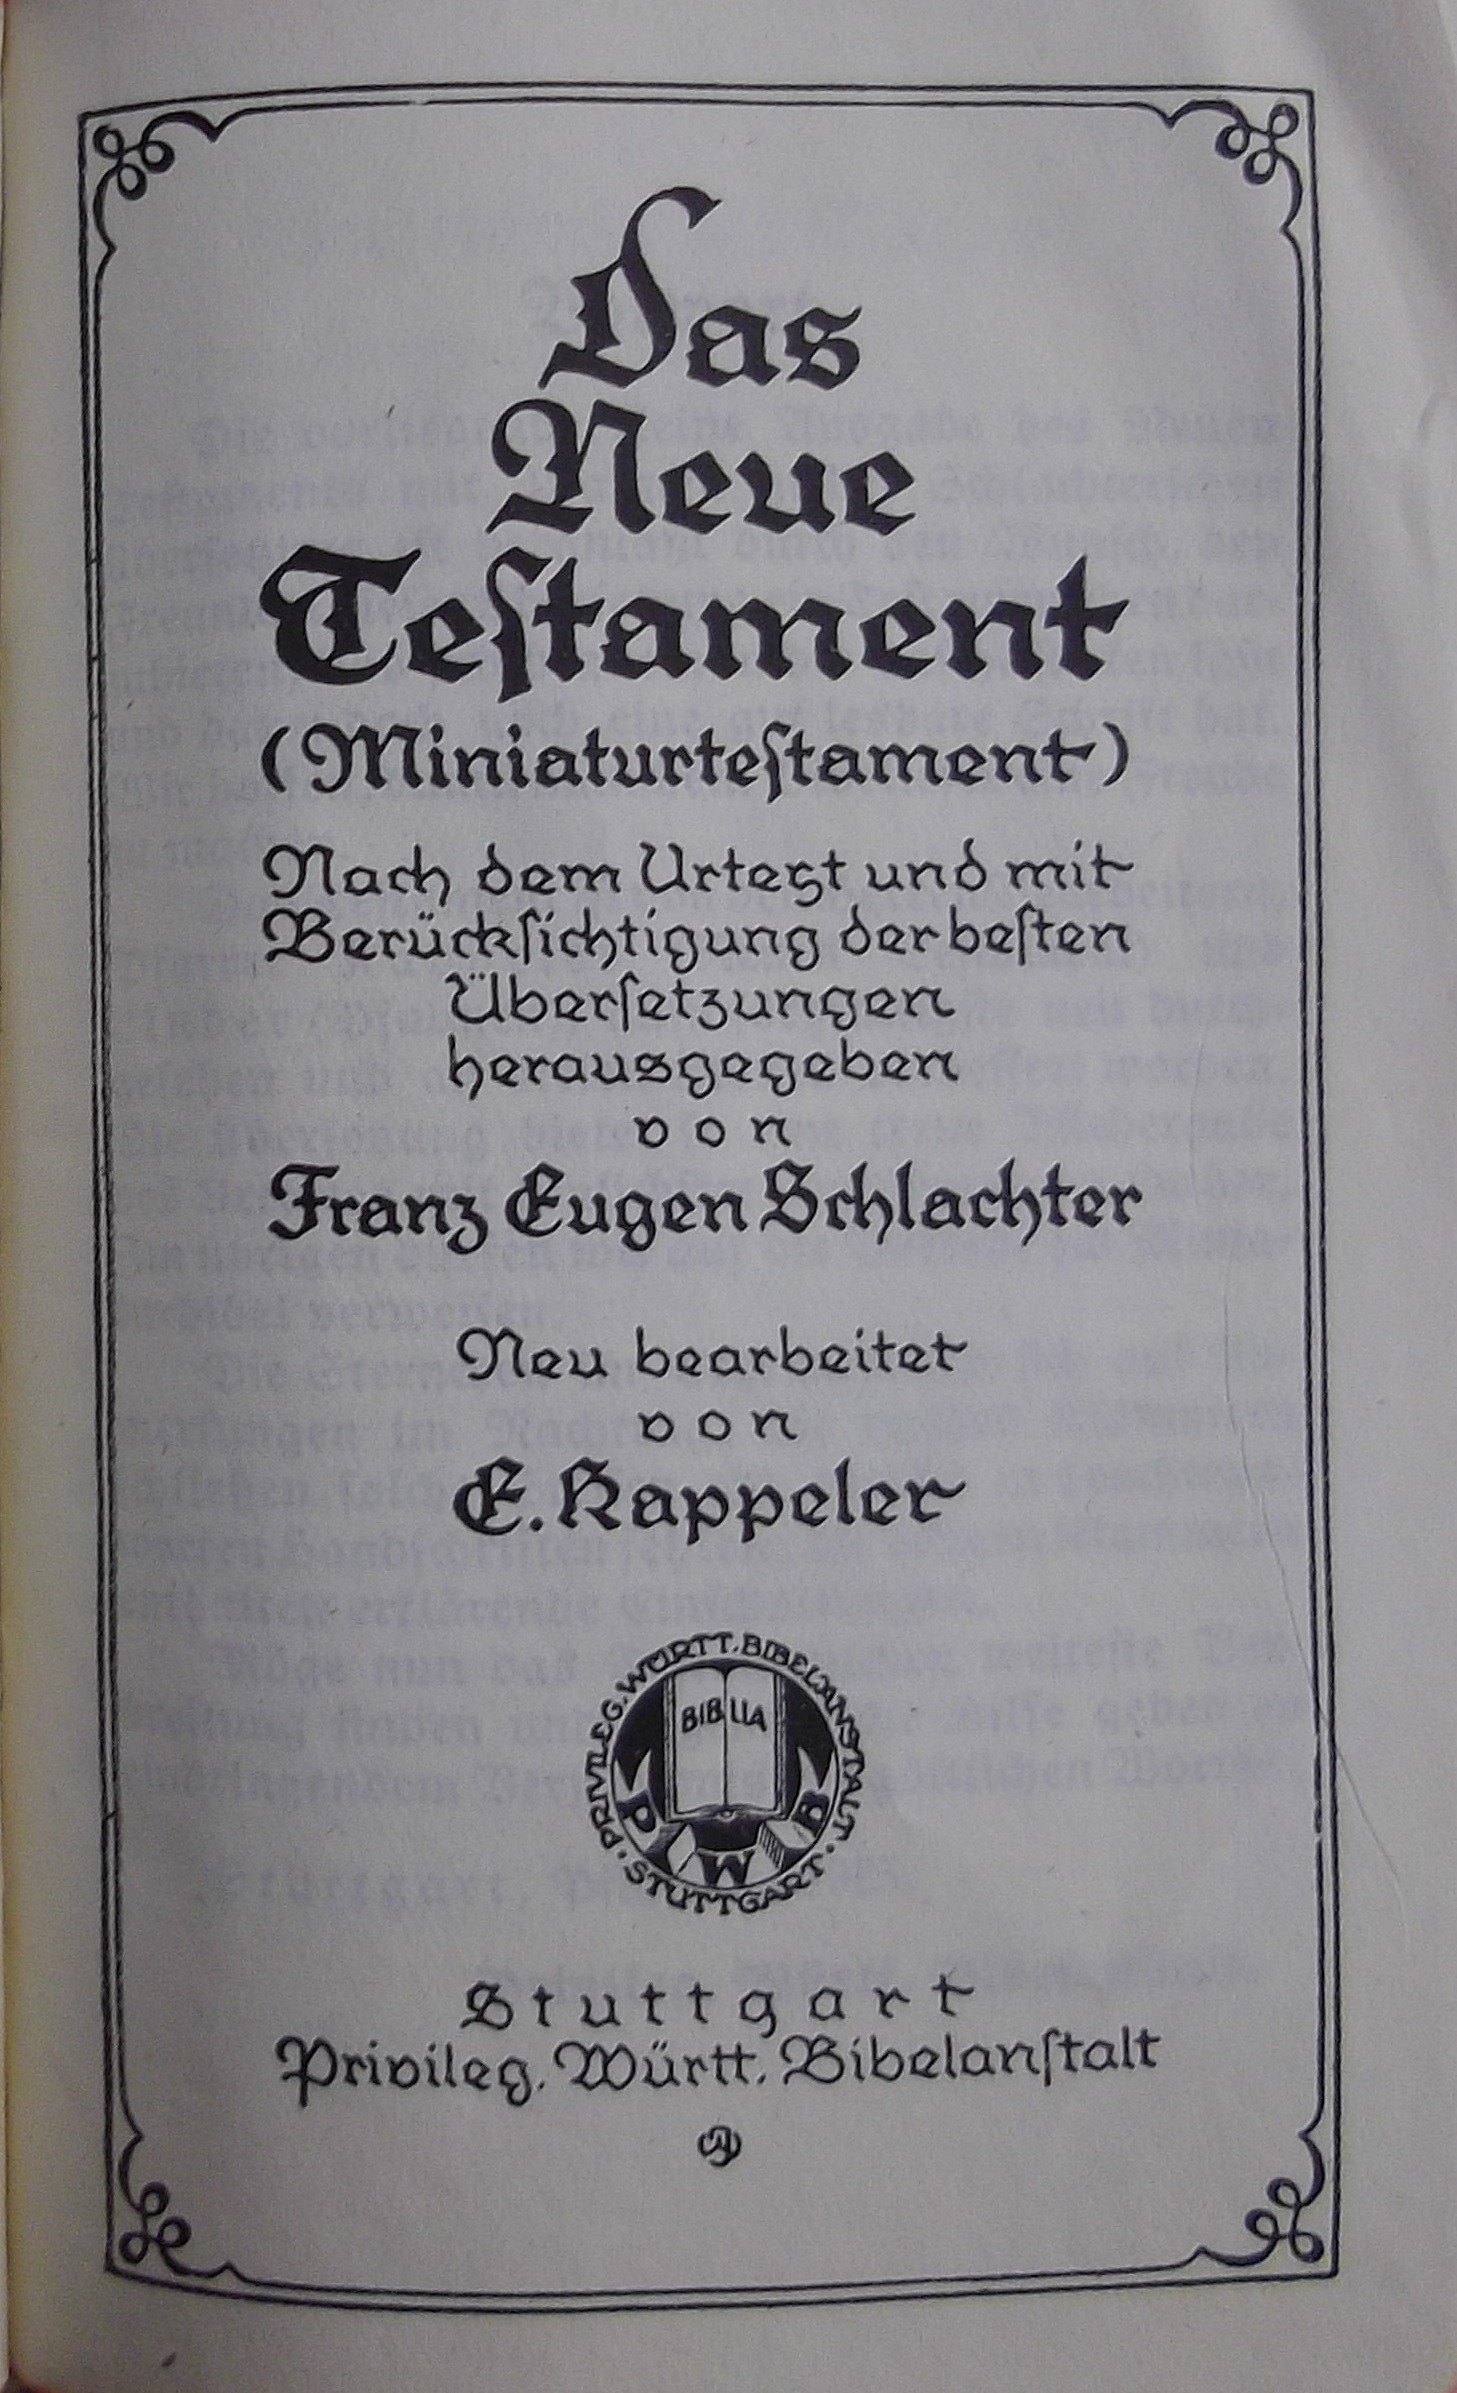 Das
Neue
Teſtament
(Miniaturteſtament)
Nach dem Urtext und mit
Berückſichtigung der beſten
Überſetzungen
herausgegeben
von
Franz Eugen Schlachter
Neu bearbeitet
von
E. Kappeler
PRIVILEG. WÜRTT. BIBELANSTALT · STUTTGART ·
BIBLIA
P W B
Stuttgart
Privileg. Württ. Bibelanſtalt